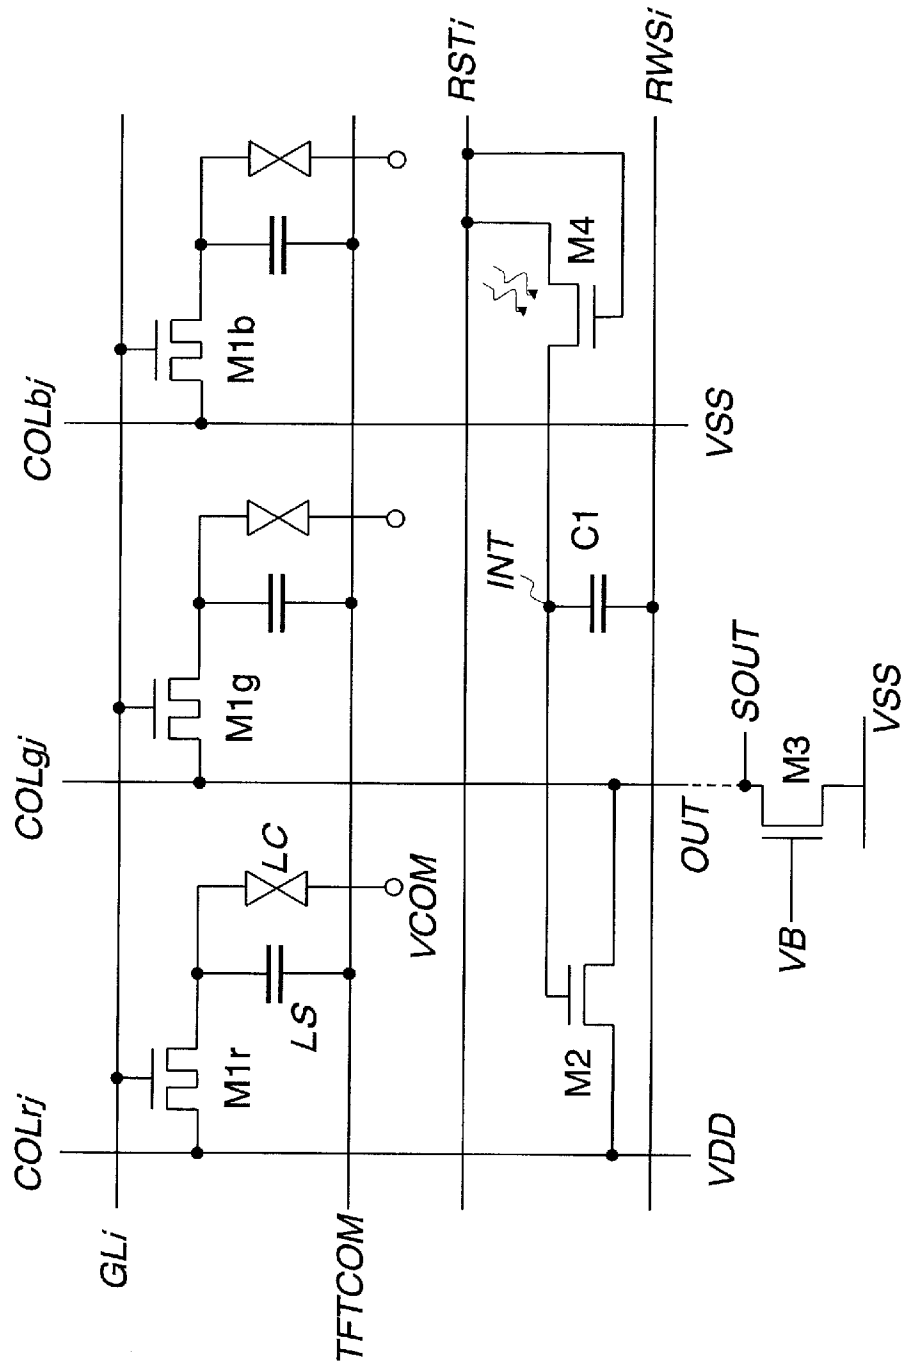 COLrj
COLgj
COLbj
GLi
M1r
M1g
M1b
LS
LC
TFTCOM
VCOM
RSTi
INT
M4
M2
C1
RWSi
VDD
OUT
SOUT
VSS
VB
M3
VSS